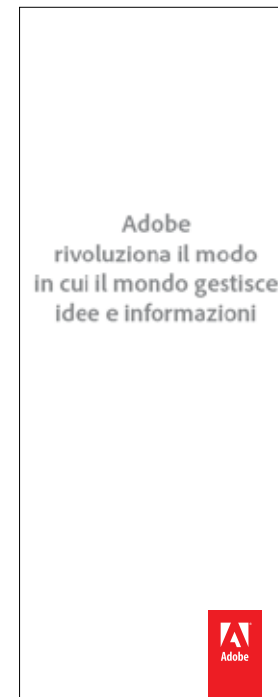 Adobe
rivoluziona il modo
in cui il mondo gestisce
idee e informazioni
Adobe